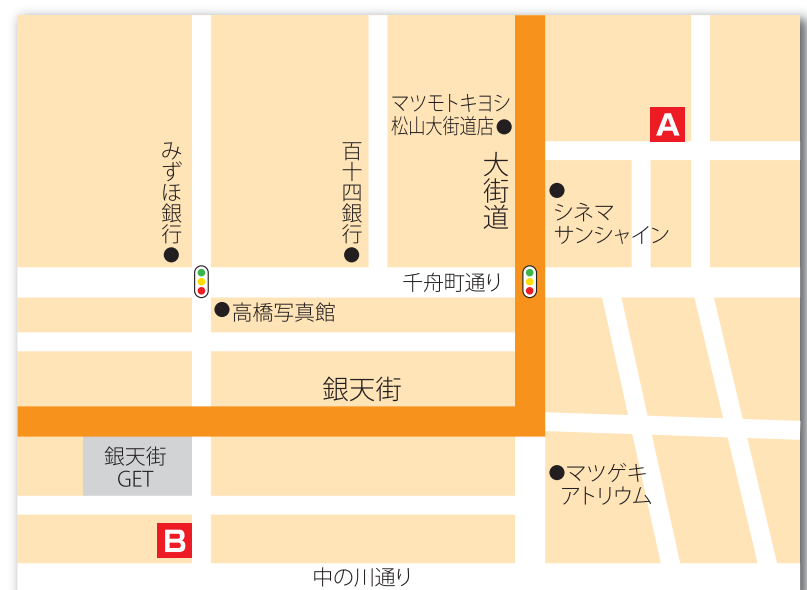 マツモトキヨシ
松山大街道店
A
みずほ銀行
百十四銀行
大街道
シネマ
サンシャイン
千舟町通り
高橋写真館
銀天街
銀天街
GET
マツゲキ
アトリウム
B
中の川通り